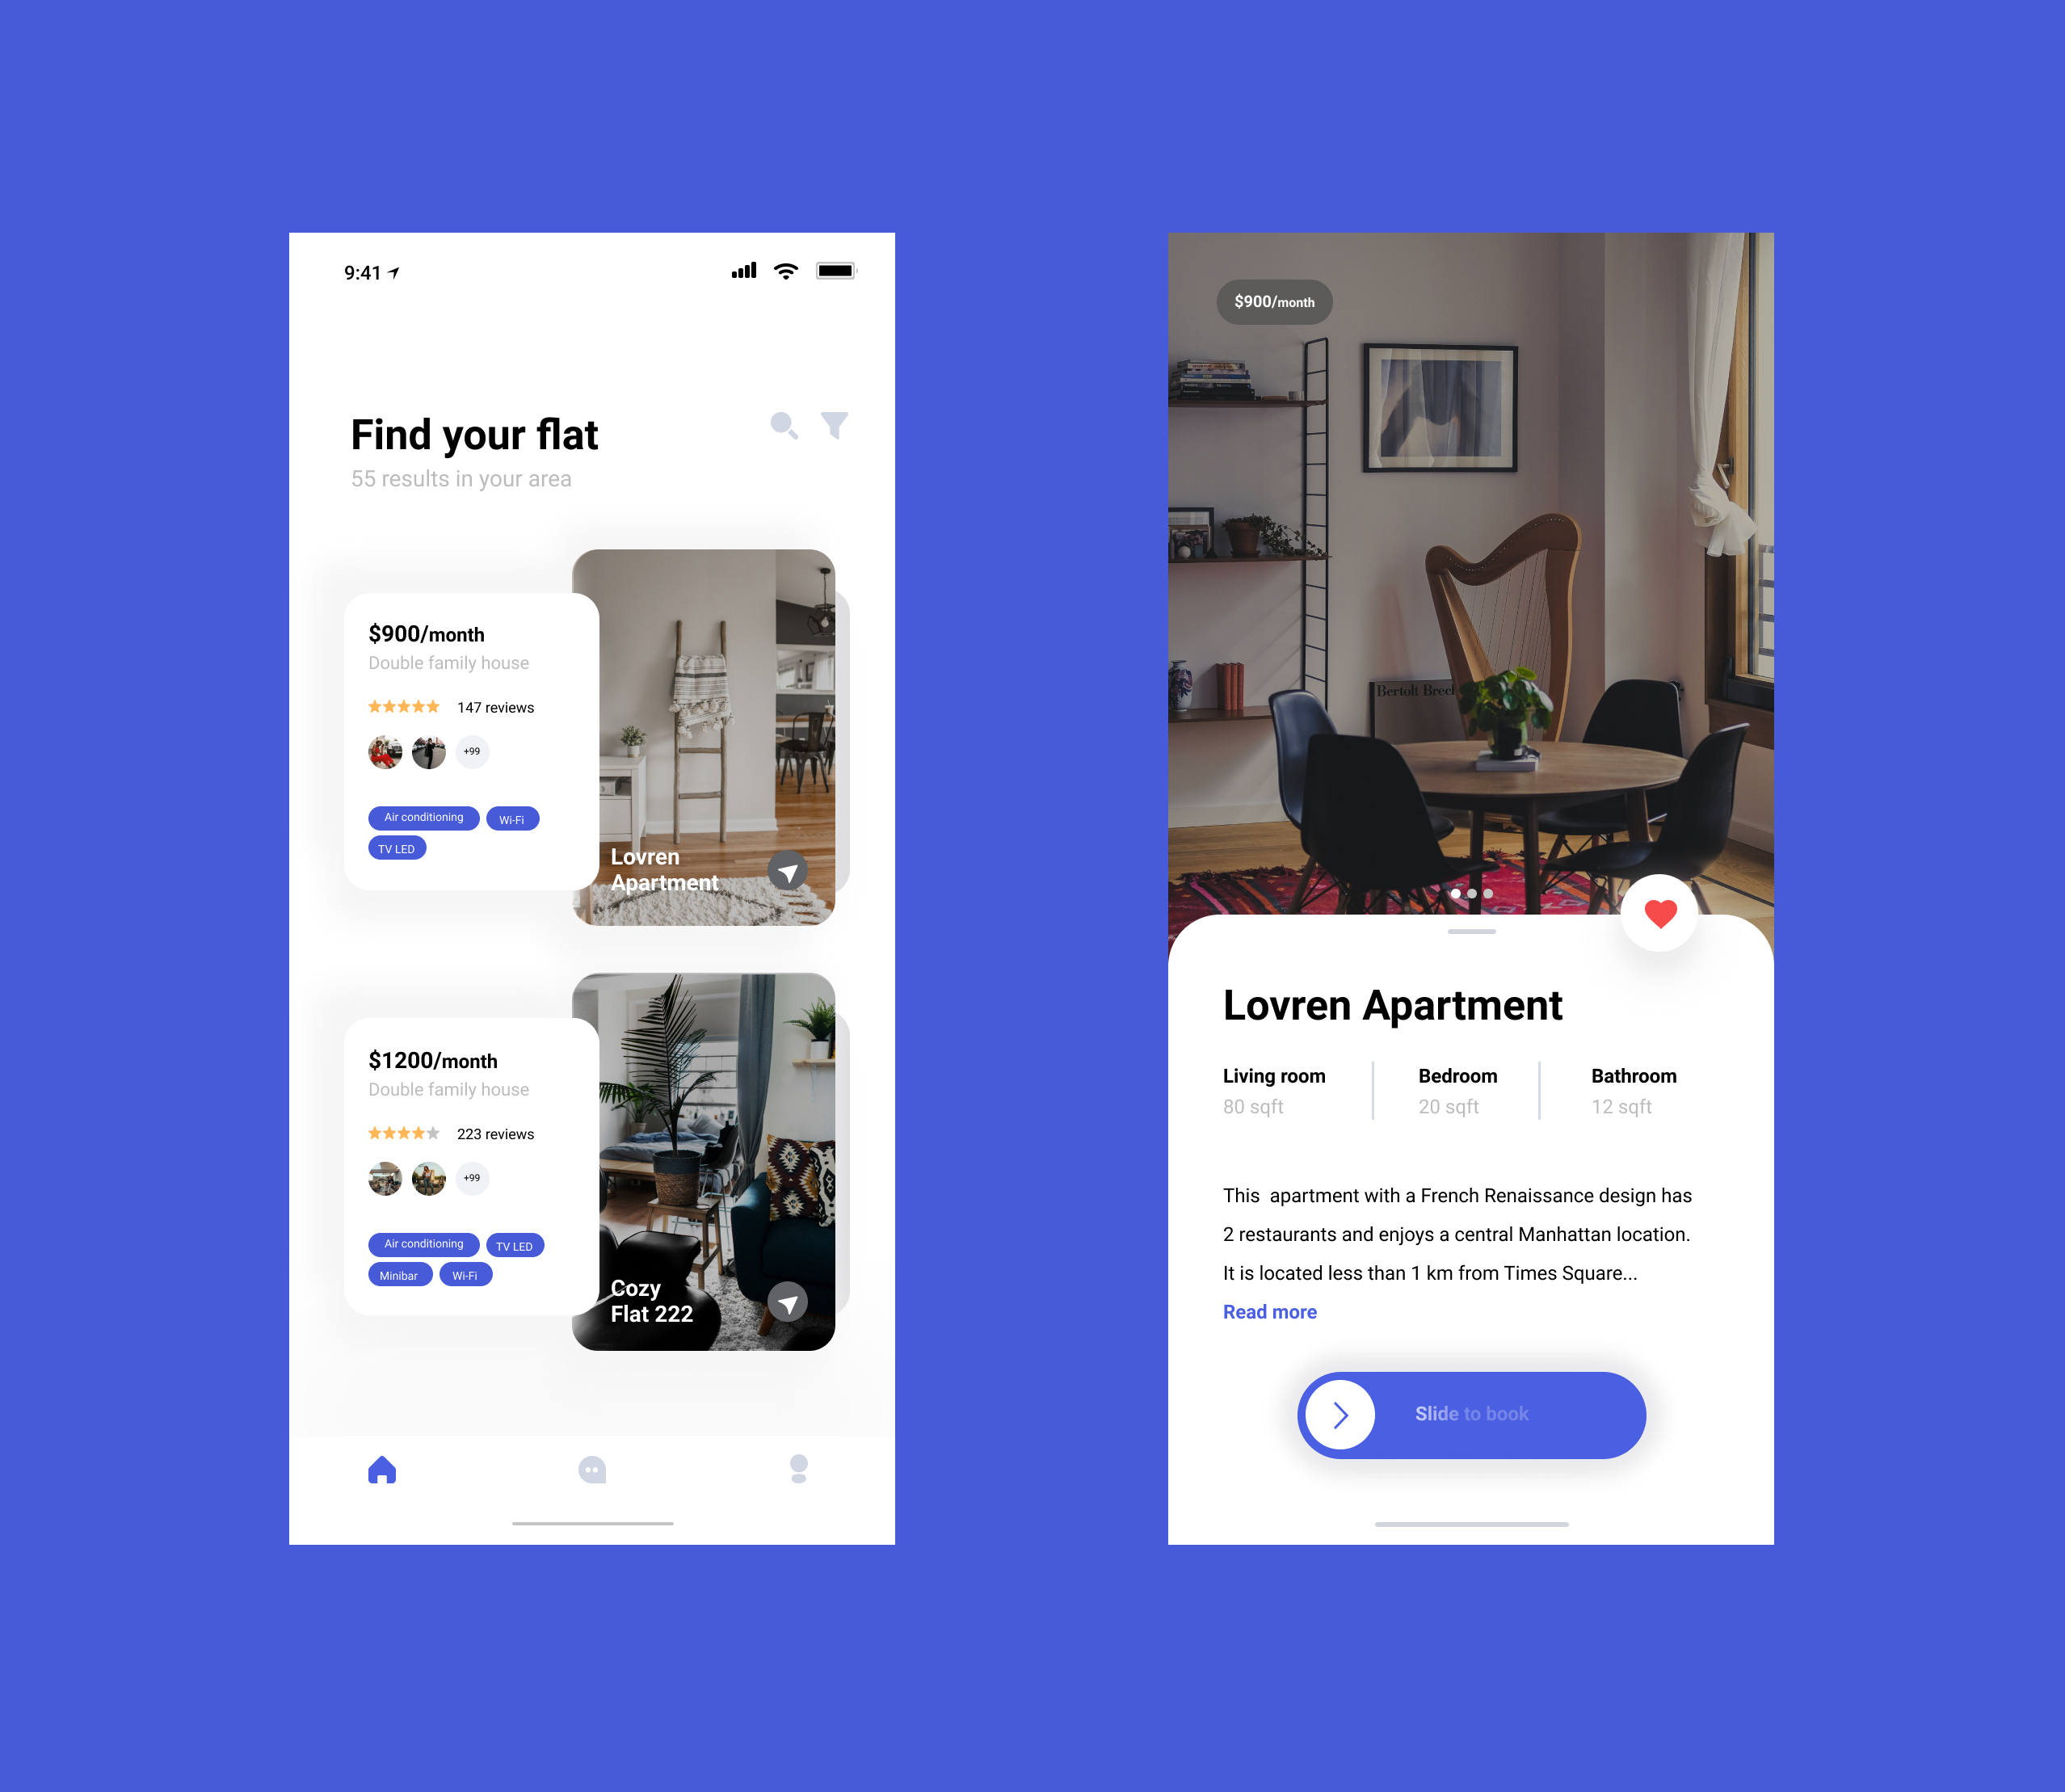 9:41
Find your flat
55 results in your area
$900/month
Double family house
147 reviews
+99
Air conditioning
Wi-Fi
TV LED
Lovren
Apartment
$1200/month
Double family house
223 reviews
+99
Air conditioning
TV LED
Minibar
Wi-Fi
Cozy
Flat 222
$900/month
Bertolt Brec
Lovren Apartment
Living room
80 sqft
Bedroom
20 sqft
Bathroom
12 sqft
This  apartment with a French Renaissance design has
2 restaurants and enjoys a central Manhattan location.
It is located less than 1 km from Times Square...
Read more
Slide to book